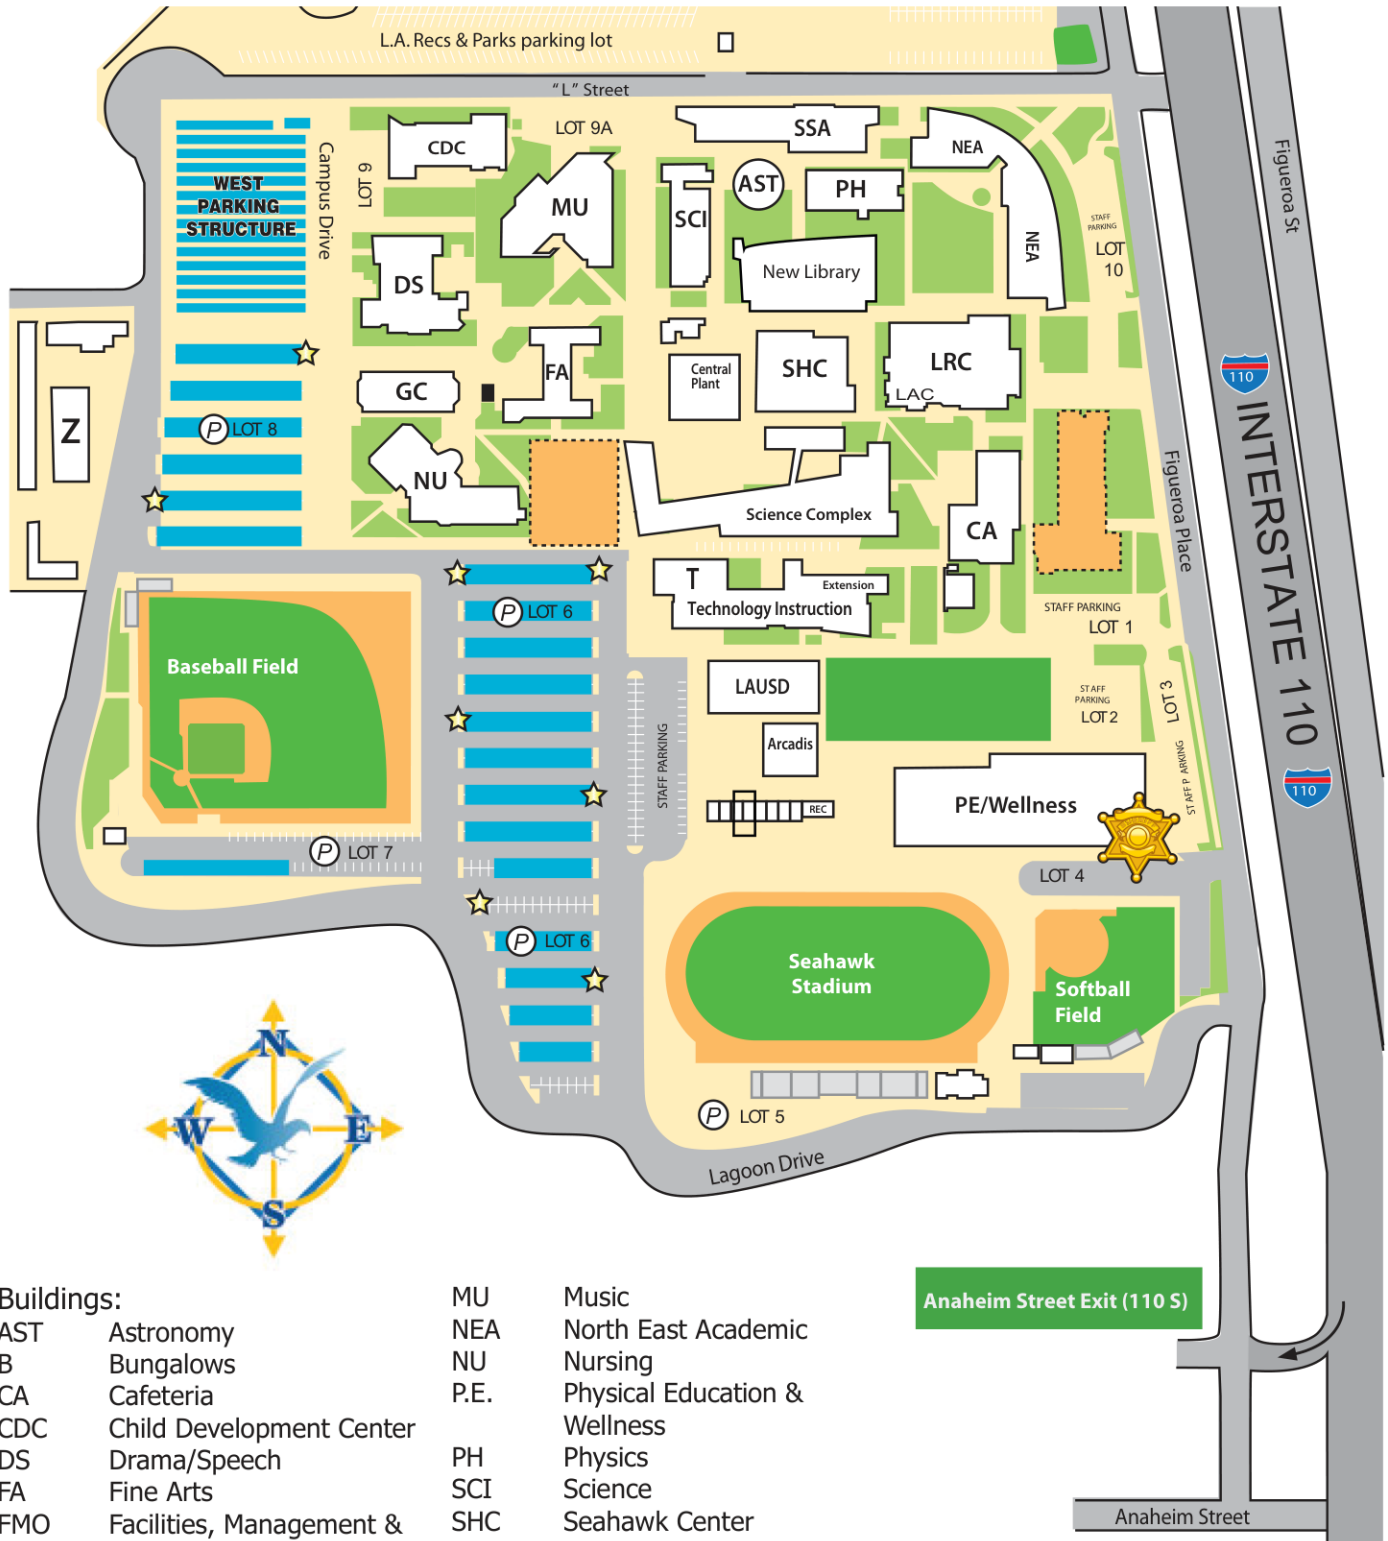 L.A. Recs & Parks parking lot
"L" Street
LOT 9A
SSA
CDC
NEA
Figueroa St
WEST
PARKING
STRUCTURE
Campus Drive
LOT 9
MU
SCI
AST
PH
NEA
STAFF
PARKING
LOT
10
DS
New Library
FA
GC
Central
Plant
SHC
LRC
LAC
110
INTERSTATE 110
Z
P LOT 8
NU
Science Complex
CA
Figueroa Place
T
Extension
Technology Instruction
P LOT 6
STAFF PARKING
LOT 1
Baseball Field
LAUSD
STAFF
PARKING
LOT 2
LOT 3
STAFF PARKING
Arcadis
STAFF PARKING
REC
PE/Wellness
110
P LOT 7
LOT 4
P LOT 6
Seahawk
Stadium
Softball
Field
N
W
E
S
P LOT 5
Lagoon Drive
Anaheim Street Exit (110 S)
Anaheim Street
Buildings:
AST Astronomy
B Bungalows
CA Cafeteria
CDC Child Development Center
DS Drama/Speech
FA Fine Arts
FMO Facilities, Management &
MU Music
NEA North East Academic
NU Nursing
P.E. Physical Education &
Wellness
PH Physics
SCI Science
SHC Seahawk Center